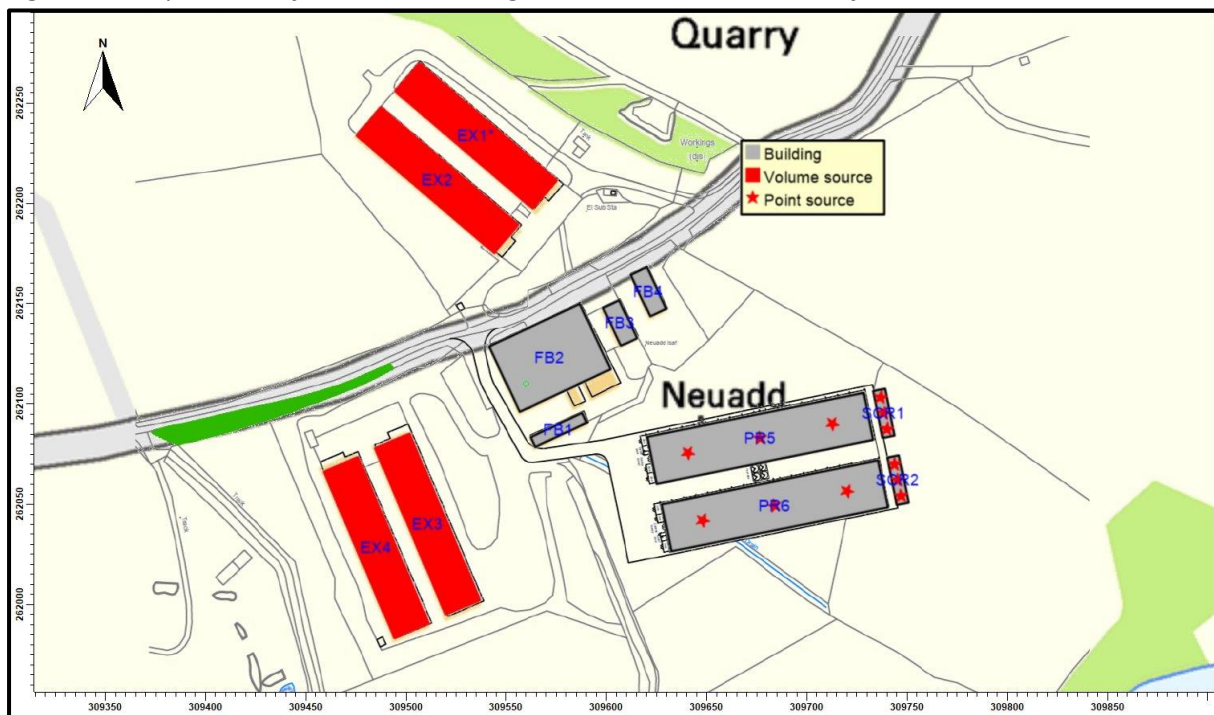 Quarry
N
262250
EX1*
EX2
Tank
Workings
(dis)
Building
Volume source
Point source
262200
El Sub Sta
FB4
262150
FB3
FB2
Neuadd Isaf
Neuadd
262100
FB1
SCR1
PR5
SCR2
262050
EX3
PR6
EX4
Track
Track
262000
309350
309400
309450
309500
309550
309600
309650
309700
309750
309800
309850